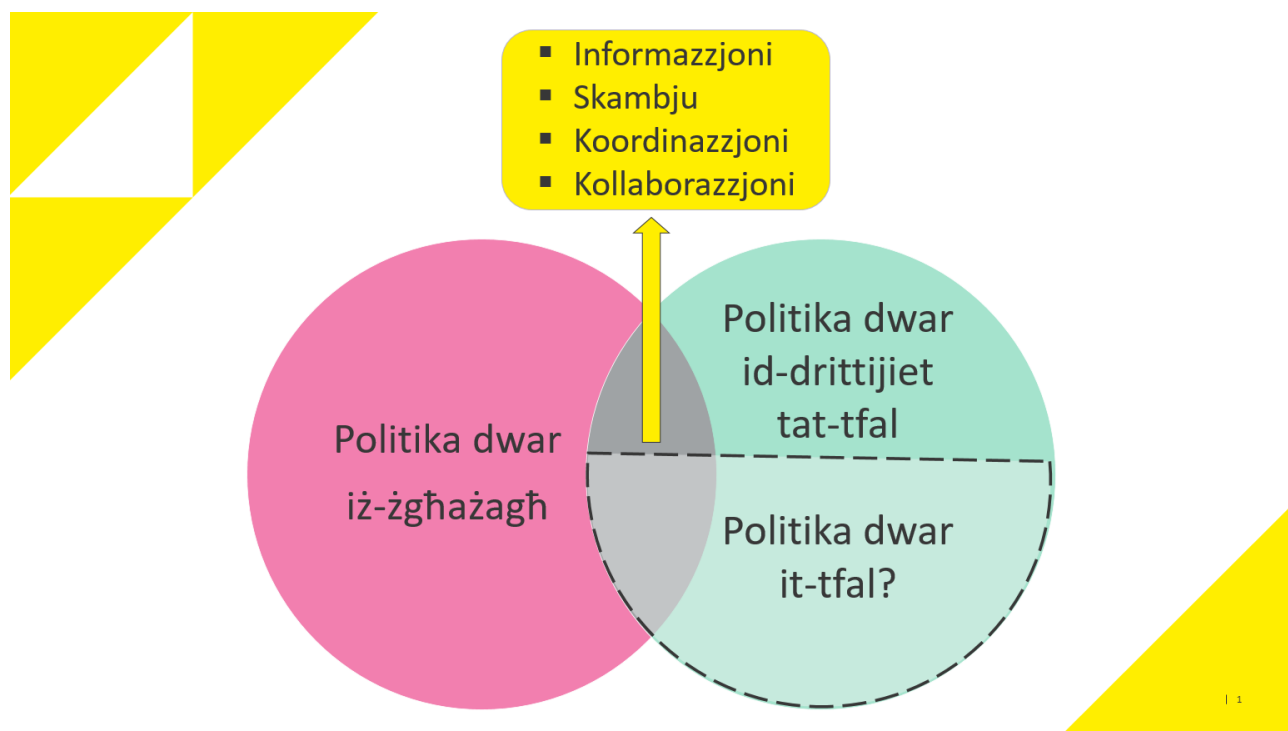 ▪ Informazzjoni
▪ Skambju
▪ Koordinazzjoni
▪ Kollaborazzjoni
Politika dwar
iż-żgħażagħ
Politika dwar
id-drittijiet
tat-tfal
Politika dwar
it-tfal?
| 1